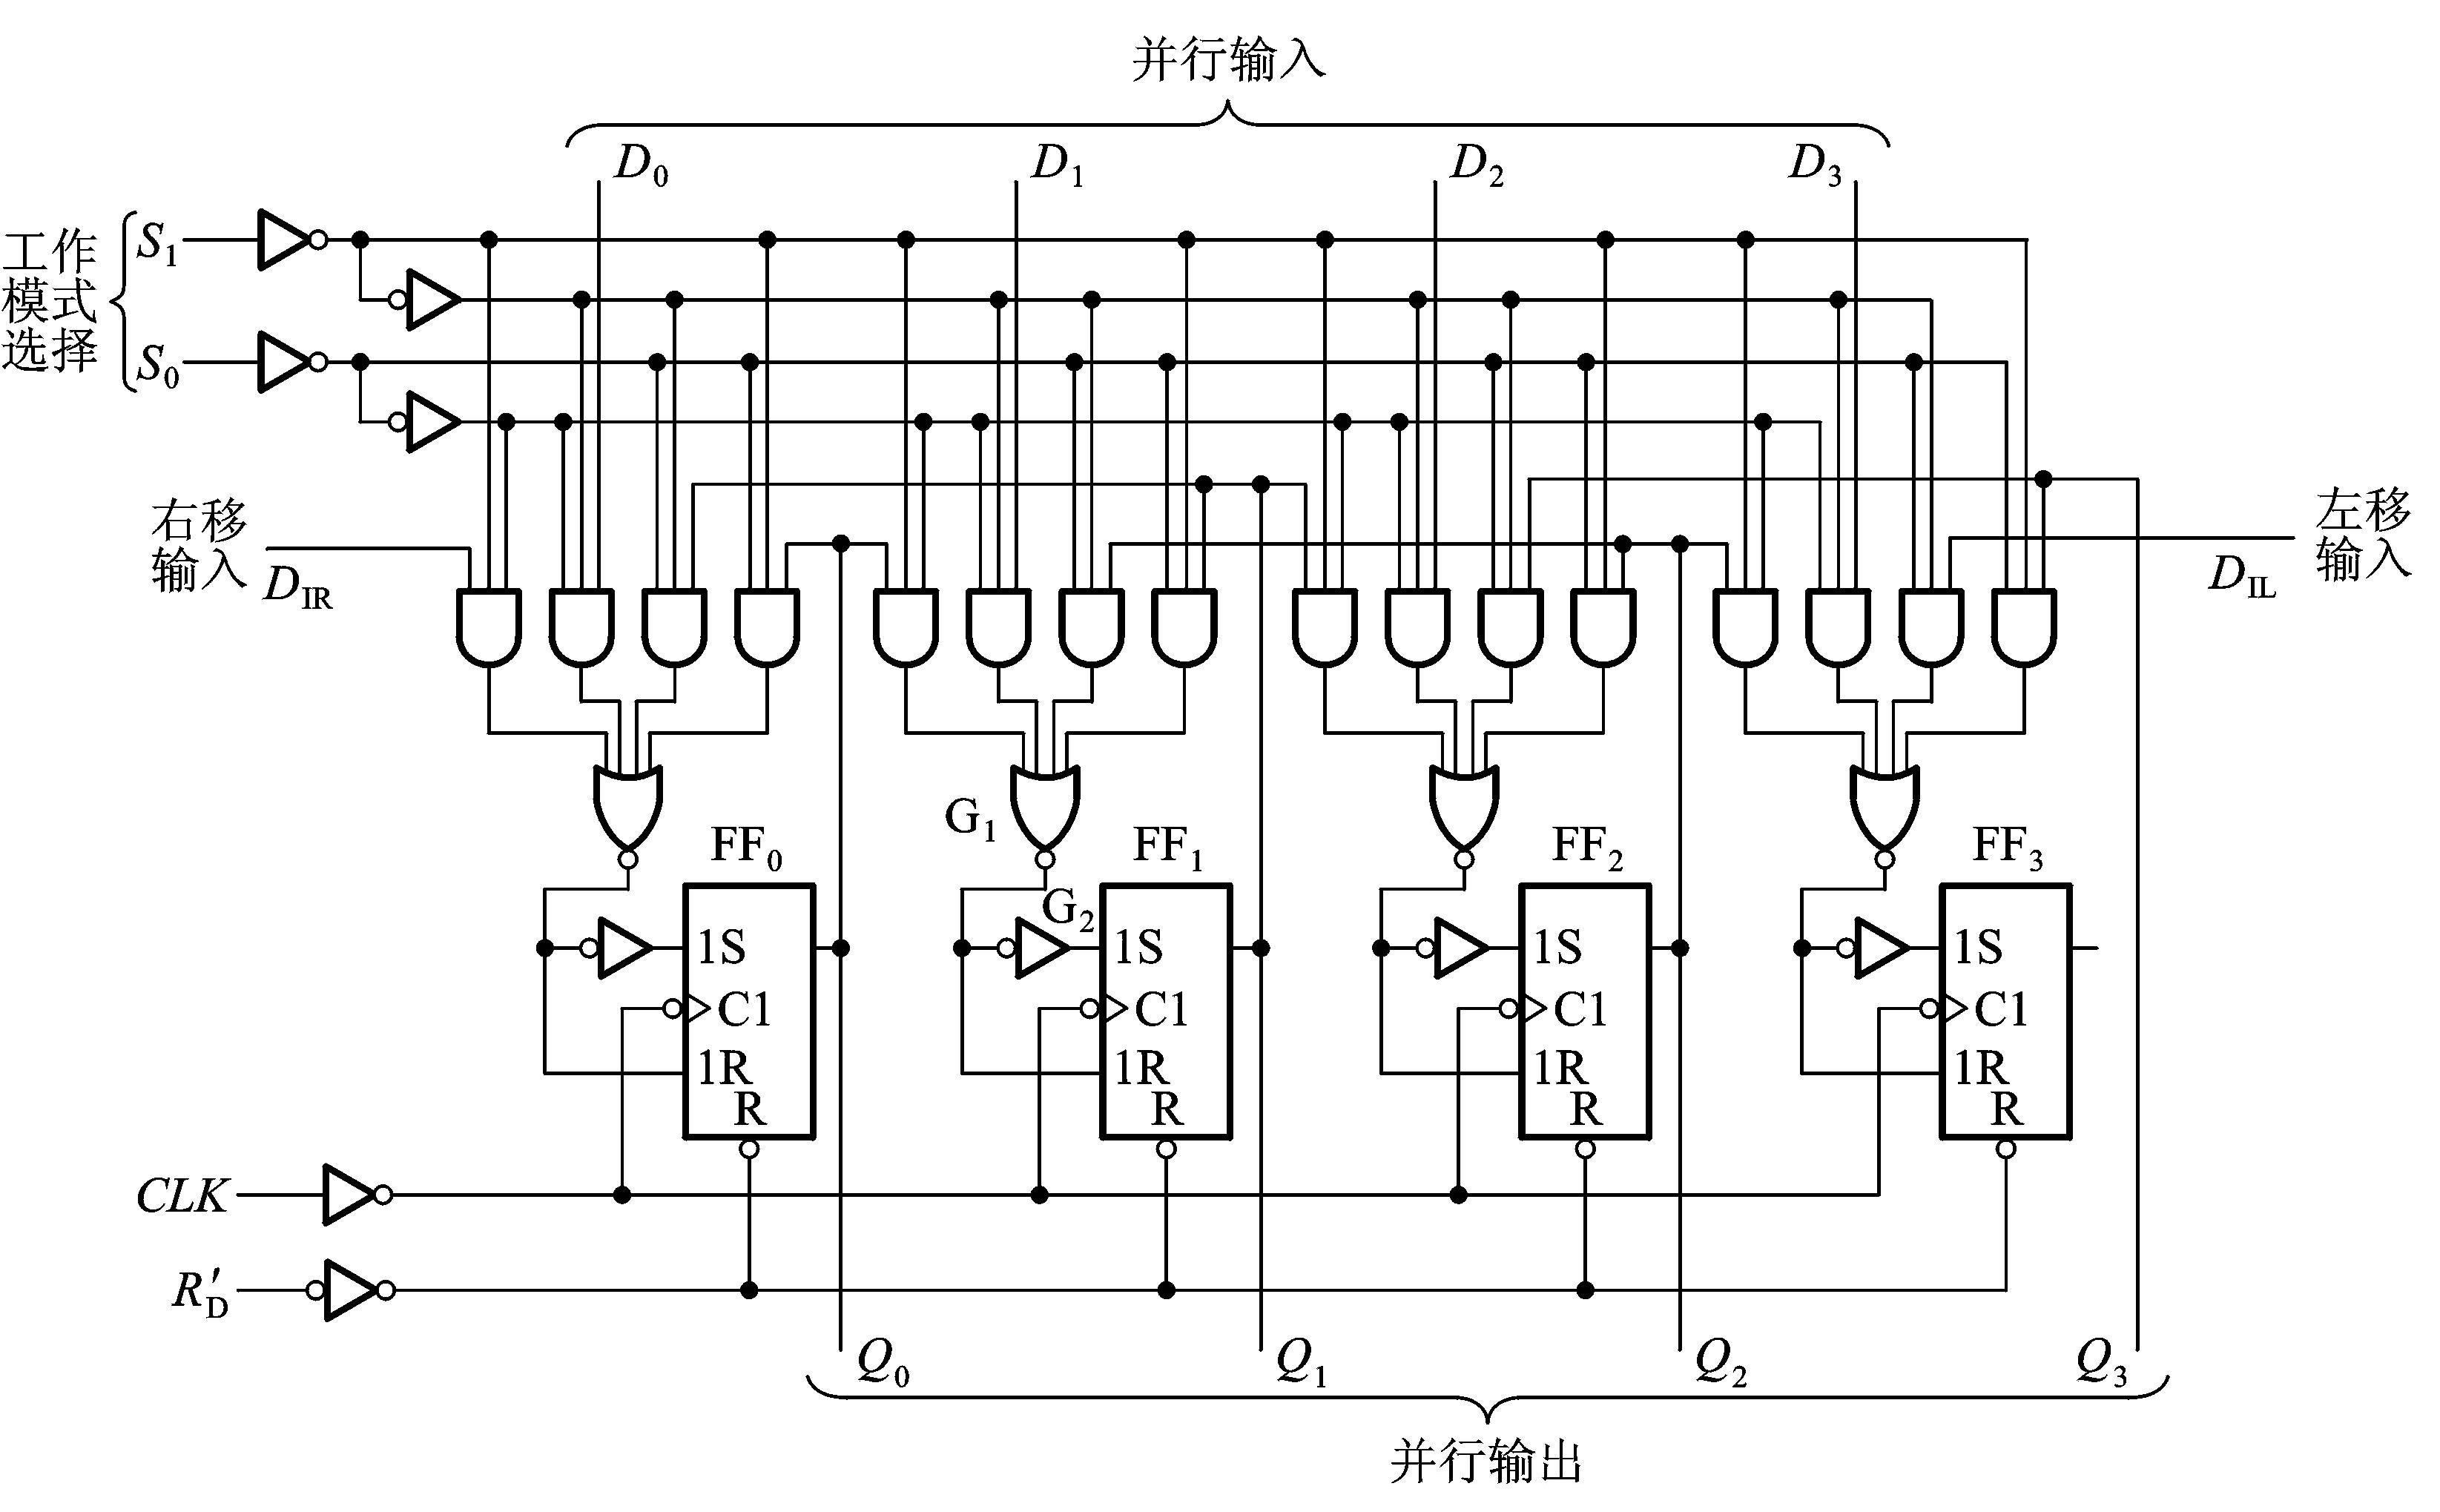 并行输入
D0 D1 D2 D3
工作
模式
选择
S1
S0
右移
输入
DIR
左移
输入
DIL
G1
FF0 FF1 FF2 FF3
G2
1S 1S 1S 1S
C1 C1 C1 C1
1R 1R 1R 1R
R R R R
CLK
R′D
Q0 Q1 Q2 Q3
并行输出